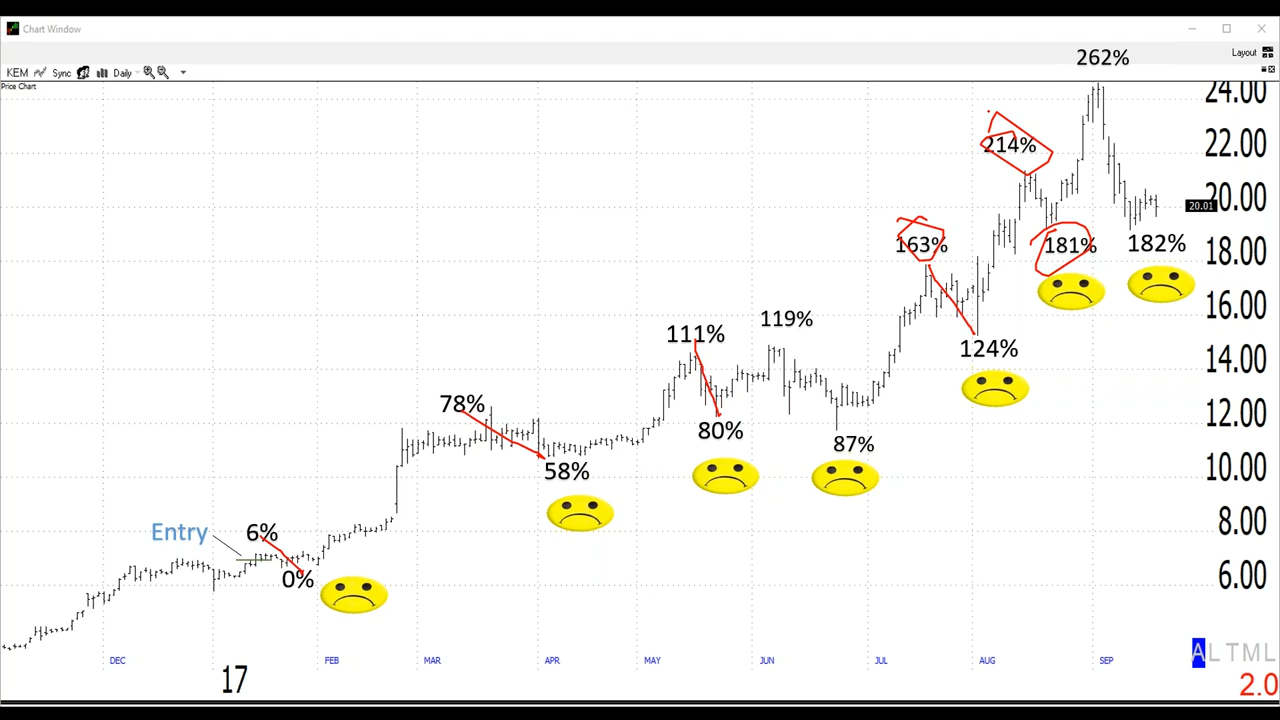 Chart Window
262%
Layout
KEM Sync Daily
Price Chart
24.00
214%
22.00
20.01
20.00
163%
181%
182%
18.00
16.00
119%
111%
124%
14.00
78%
80%
87%
12.00
58%
10.00
Entry
6%
8.00
0%
6.00
DEC
FEB
MAR
APR
MAY
JUN
JUL
AUG
SEP
17
ALTML
2.0